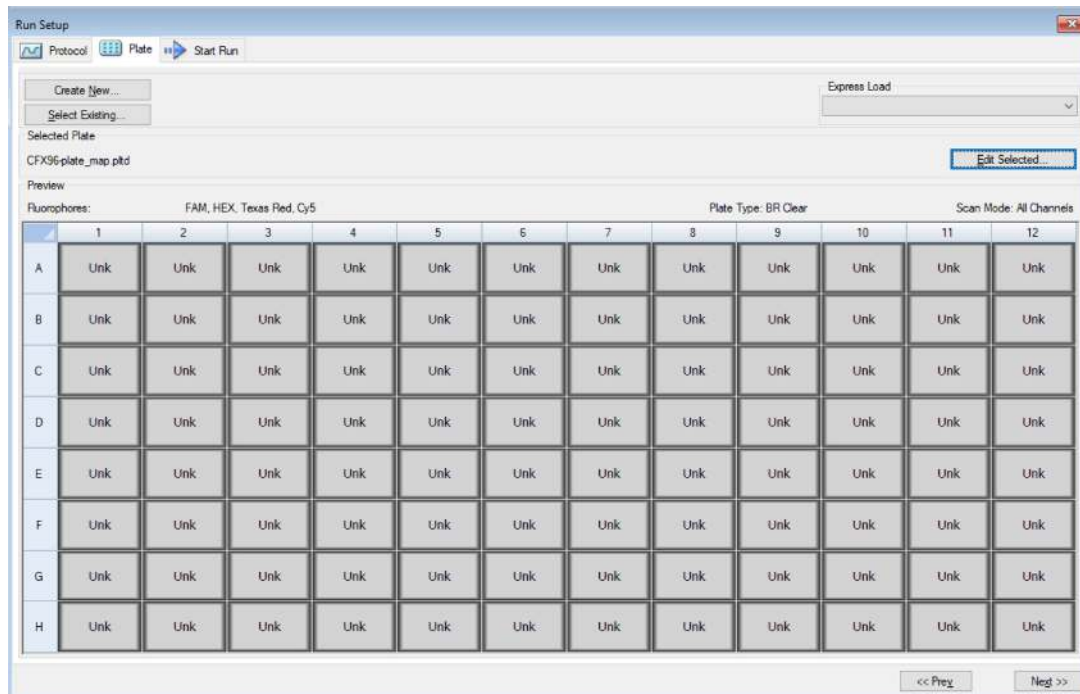 Run Setup
Protocol Plate Start Run
Create New...
Express Load
Select Existing...
Selected Plate
CFX96-plate_map.pltd
Edit Selected...
Preview
Fluorophores: FAM, HEX, Texas Red, Cy5 Plate Type: BR Clear Scan Mode: All Channels
1 2 3 4 5 6 7 8 9 10 11 12
A Unk Unk Unk Unk Unk Unk Unk Unk Unk Unk Unk Unk
B Unk Unk Unk Unk Unk Unk Unk Unk Unk Unk Unk Unk
C Unk Unk Unk Unk Unk Unk Unk Unk Unk Unk Unk Unk
D Unk Unk Unk Unk Unk Unk Unk Unk Unk Unk Unk Unk
E Unk Unk Unk Unk Unk Unk Unk Unk Unk Unk Unk Unk
F Unk Unk Unk Unk Unk Unk Unk Unk Unk Unk Unk Unk
G Unk Unk Unk Unk Unk Unk Unk Unk Unk Unk Unk Unk
H Unk Unk Unk Unk Unk Unk Unk Unk Unk Unk Unk Unk
<< Prev Next >>